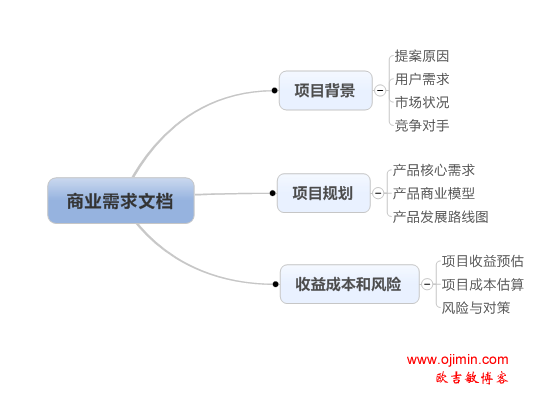 商业需求文档
项目背景
提案原因
用户需求
市场状况
竞争对手
项目规划
产品核心需求
产品商业模型
产品发展路线图
收益成本和风险
项目收益预估
项目成本估算
风险与对策
www.ojimin.com
欧吉敏博客